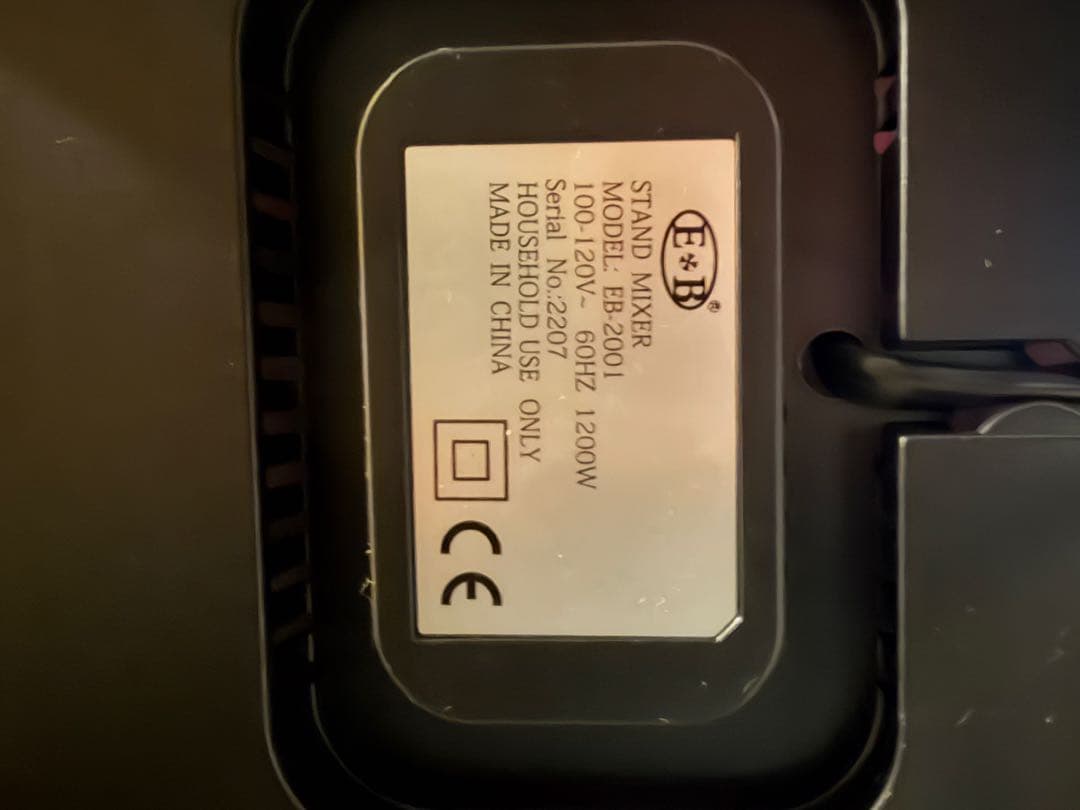 E*B®
STAND MIXER
MODEL: EB-2001
100-120V~ 60HZ 1200W
Serial No.:2207
HOUSEHOLD USE ONLY
MADE IN CHINA
CE